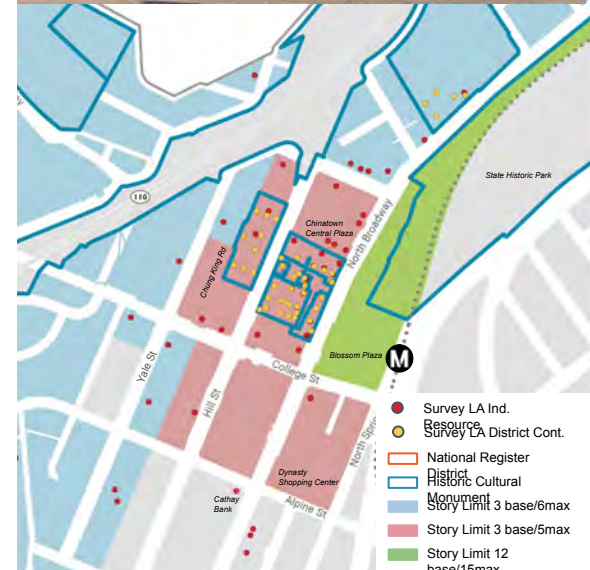 110
State Historic Park
Chinatown
Central Plaza
North Broadway
Chung King Rd
Blossom Plaza
M
Yale St
College St
Hill St
North Sprin
Dynasty
Shopping Center
Cathay
Bank
Alpine St
Survey LA Ind.
Resource
Survey LA District Cont.
National Register
District
Historic Cultural
Monument
Story Limit 3 base/6max
Story Limit 3 base/5max
Story Limit 12
base/15max